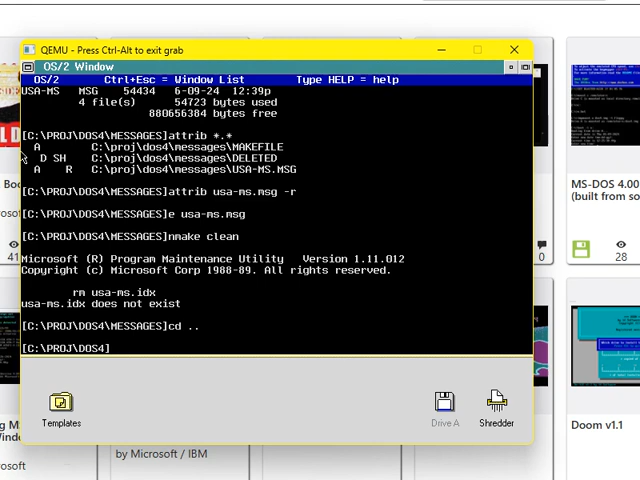 QEMU - Press Ctrl-Alt to exit grab
OS/2 Window
OS/2 Ctrl+Esc = Window List Type HELP = help
USA-MS MSG 54434 6-09-24 12:39p
4 file(s) 54723 bytes used
880656384 bytes free
[C:\PROJ\DOS4\MESSAGES]attrib *.*
A C:\proj\dos4\messages\MAKEFILE
D SH C:\proj\dos4\messages\DELETED
A R C:\proj\dos4\messages\USA-MS.MSG
[C:\PROJ\DOS4\MESSAGES]attrib usa-ms.msg -r
[C:\PROJ\DOS4\MESSAGES]e usa-ms.msg
[C:\PROJ\DOS4\MESSAGES]nmake clean
Microsoft (R) Program Maintenance Utility Version 1.11.012
Copyright (c) Microsoft Corp 1988-89. All rights reserved.
rm usa-ms.idx
usa-ms.idx does not exist
[C:\PROJ\DOS4\MESSAGES]cd ..
[C:\PROJ\DOS4]
Templates
Drive A
Shredder
MS-DOS 4.00
(built from so
0
28
Doom v1.1
by Microsoft / IBM